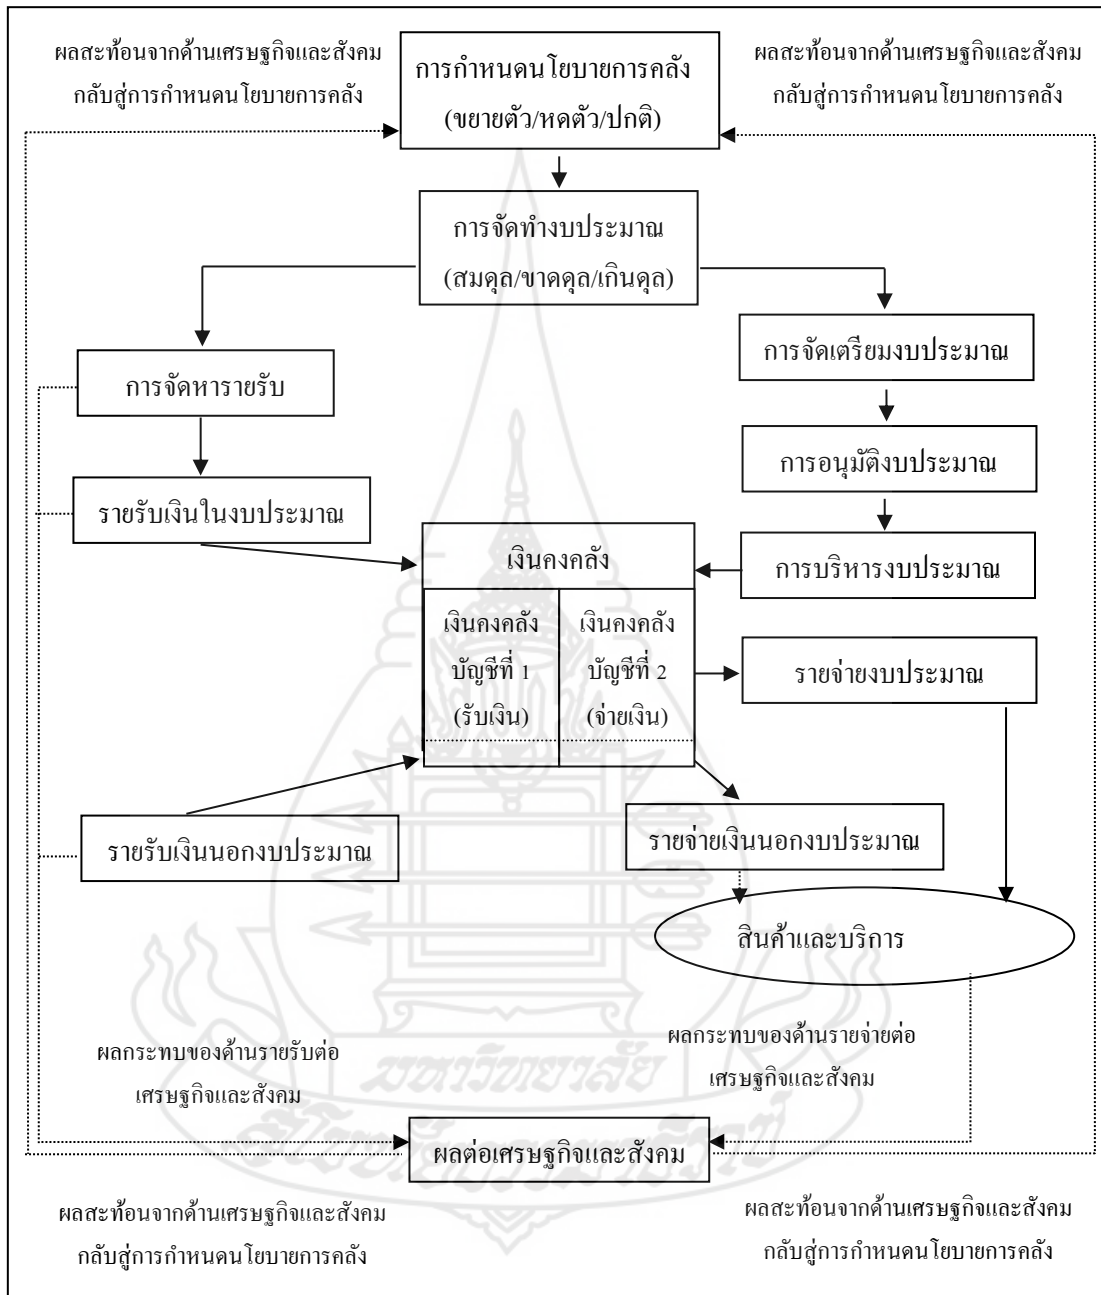 ผลสะท้อนจากด้านเศรษฐกิจและสังคม
กลับสู่การกำหนดนโยบายการคลัง
การกำหนดนโยบายการคลัง
(ขยายตัว/หดตัว/ปกติ)
ผลสะท้อนจากด้านเศรษฐกิจและสังคม
กลับสู่การกำหนดนโยบายการคลัง
การจัดทำงบประมาณ
(สมดุล/ขาดดุล/เกินดุล)
การจัดหารายรับ
การจัดเตรียมงบประมาณ
รายรับเงินในงบประมาณ
การอนุมัติงบประมาณ
เงินคงคลัง
การบริหารงบประมาณ
เงินคงคลัง
บัญชีที่ 1
(รับเงิน)
เงินคงคลัง
บัญชีที่ 2
(จ่ายเงิน)
รายจ่ายงบประมาณ
รายรับเงินนอกงบประมาณ
รายจ่ายเงินนอกงบประมาณ
สินค้าและบริการ
ผลกระทบของด้านรายรับต่อ
เศรษฐกิจและสังคม
ผลกระทบของด้านรายจ่ายต่อ
เศรษฐกิจและสังคม
มหาวิทยาลัย
สุโขทัยธรรมาธิราช
ผลต่อเศรษฐกิจและสังคม
ผลสะท้อนจากด้านเศรษฐกิจและสังคม
กลับสู่การกำหนดนโยบายการคลัง
ผลสะท้อนจากด้านเศรษฐกิจและสังคม
กลับสู่การกำหนดนโยบายการคลัง